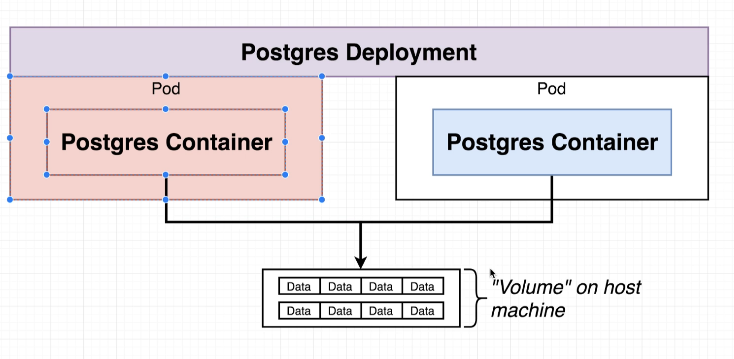 Postgres Deployment
Pod
Pod
Postgres Container
Postgres Container
Data Data Data Data
Data Data Data Data
"Volume" on host
machine